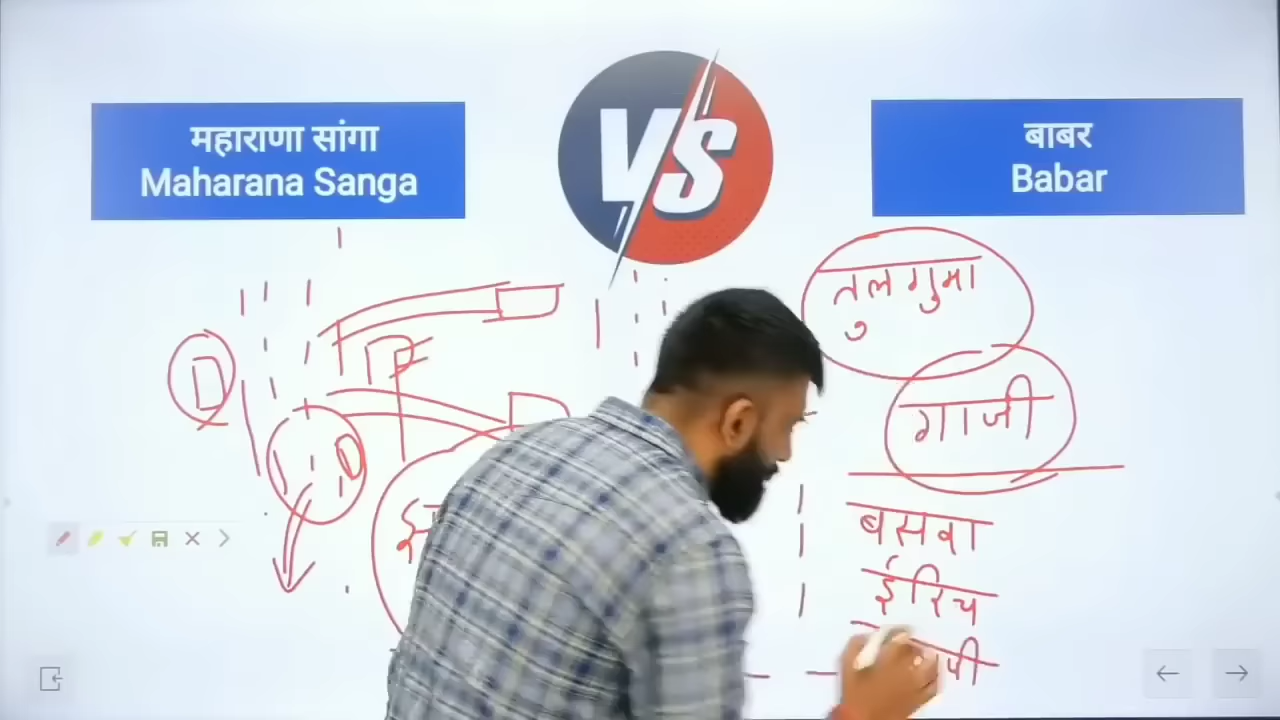 महाराणा सांगा
Maharana Sanga
VS
बाबर
Babar
तुलगुमा
गाजी
D
D
बसवा
ईरिच